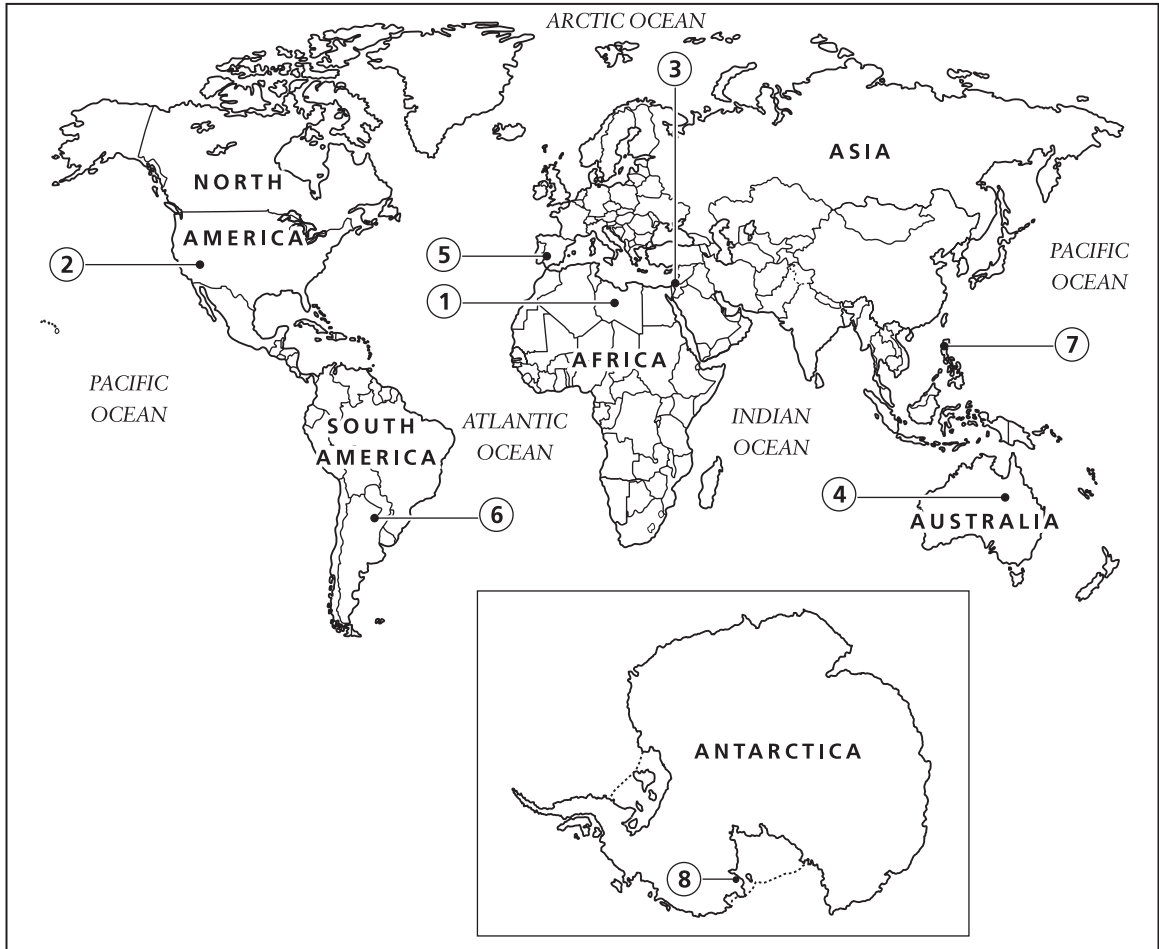 ARCTIC OCEAN
3
ASIA
NORTH
AMERICA
5
2
PACIFIC
OCEAN
1
7
AFRICA
PACIFIC
OCEAN
ATLANTIC
OCEAN
INDIAN
OCEAN
SOUTH
AMERICA
4
6
AUSTRALIA
ANTARCTICA
8